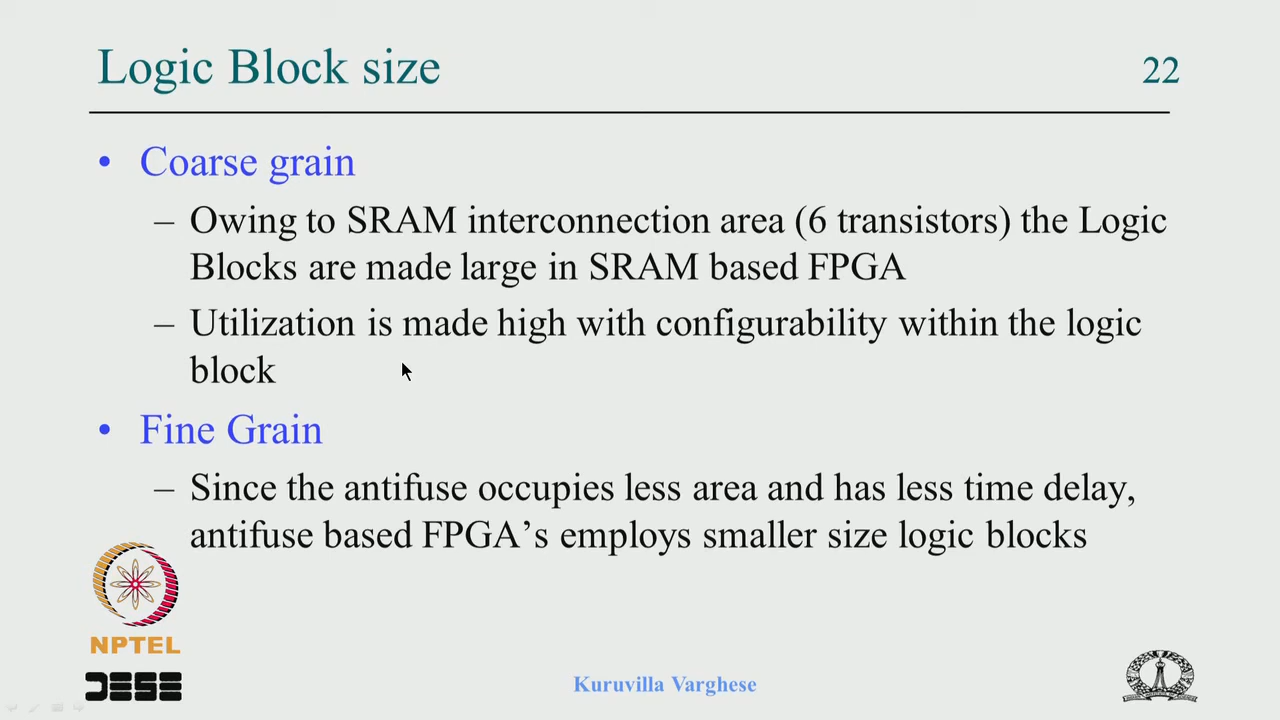 Logic Block size
22
• Coarse grain
– Owing to SRAM interconnection area (6 transistors) the Logic
Blocks are made large in SRAM based FPGA
– Utilization is made high with configurability within the logic
block
• Fine Grain
– Since the antifuse occupies less area and has less time delay,
antifuse based FPGA’s employs smaller size logic blocks
NPTEL
DESE
Kuruvilla Varghese